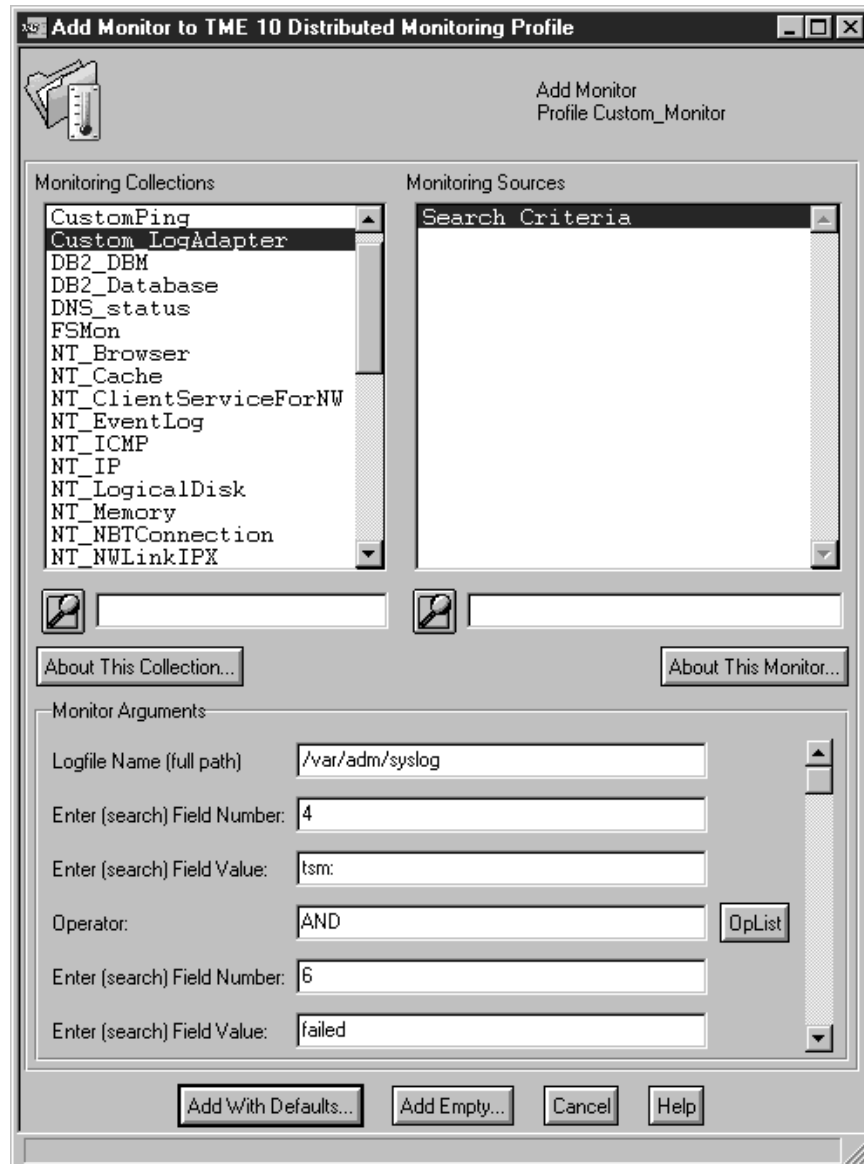 Add Monitor to TME 10 Distributed Monitoring Profile
Add Monitor
Profile Custom_Monitor
Monitoring Collections
Monitoring Sources
CustomPing
Custom_LogAdapter
DB2_DBM
DB2_Database
DNS_status
FSMon
NT_Browser
NT_Cache
NT_ClientServiceForNW
NT_EventLog
NT_ICMP
NT_IP
NT_LogicalDisk
NT_Memory
NT_NBTConnection
NT_NWLinkIPX
Search Criteria
About This Collection...
About This Monitor...
Monitor Arguments
Logfile Name (full path) /var/adm/syslog
Enter (search) Field Number: 4
Enter (search) Field Value: tsm:
Operator: AND OpList
Enter (search) Field Number: 6
Enter (search) Field Value: failed
Add With Defaults... Add Empty... Cancel Help